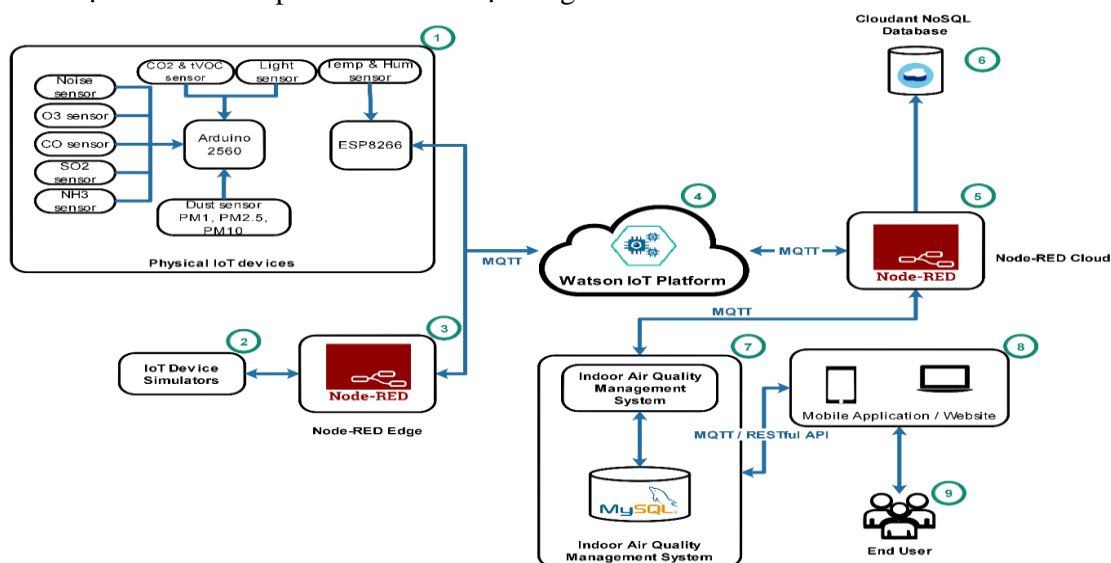 Cloudant NoSQL
Database
6
1
CO2 & tVOC
sensor
Light
sensor
Temp & Hum
sensor
Noise
sensor
O3 sensor
CO sensor
SO2
sensor
NH3
sensor
Arduino
2560
ESP8266
Dust sensor
PM1, PM2.5,
PM10
Physical IoT devices
MQTT
4
Watson IoT Platform
MQTT
5
Node-RED
Node-RED Cloud
MQTT
2
IoT Device
Simulators
3
Node-RED
Node-RED Edge
7
Indoor Air Quality
Management
System
MySQL
Indoor Air Quality
Management System
MQTT / RESTful API
8
Mobile Application / Website
9
End User